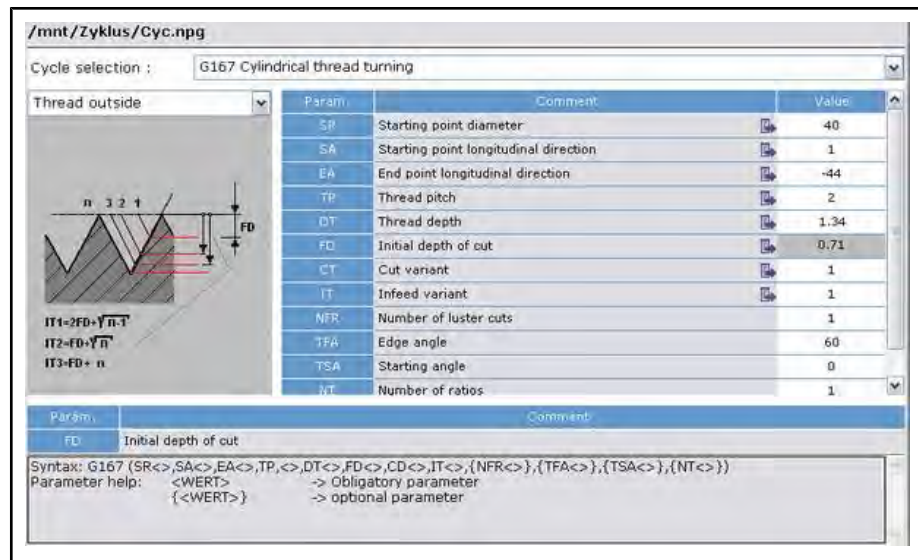 /mnt/Zyklus/Cyc.npg
Cycle selection : G167 Cylindrical thread turning
Thread outside
Param. Comment Value
SR Starting point diameter 40
SA Starting point longitudinal direction 1
EA End point longitudinal direction -44
TP Thread pitch 2
DT Thread depth 1.34
FD Initial depth of cut 0.71
CT Cut variant 1
IT Infeed variant 1
NFR Number of luster cuts 1
TFA Edge angle 60
TSA Starting angle 0
NT Number of ratios 1
n 3 2 1
FD
IT1=2FD+√n-1
IT2=FD+√n
IT3=FD+ n
Param. Comment
FD Initial depth of cut
Syntax: G167 (SR<>,SA<>,EA<>,TP,<>,DT<>,FD<>,CD<>,IT<>,{NFR<>},{TFA<>},{TSA<>},{NT<>})
Parameter help: <WERT> -> Obligatory parameter
{<WERT>} -> optional parameter